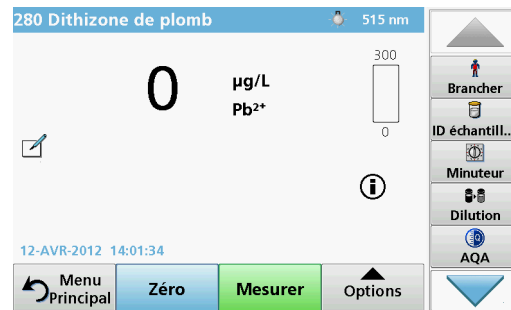 280 Dithizone de plomb
515 nm
0
µg/L
Pb²⁺
300
0
12-AVR-2012 14:01:34
Menu
Principal
Zéro
Mesurer
Options
Brancher
ID échantill..
Minuteur
Dilution
AQA